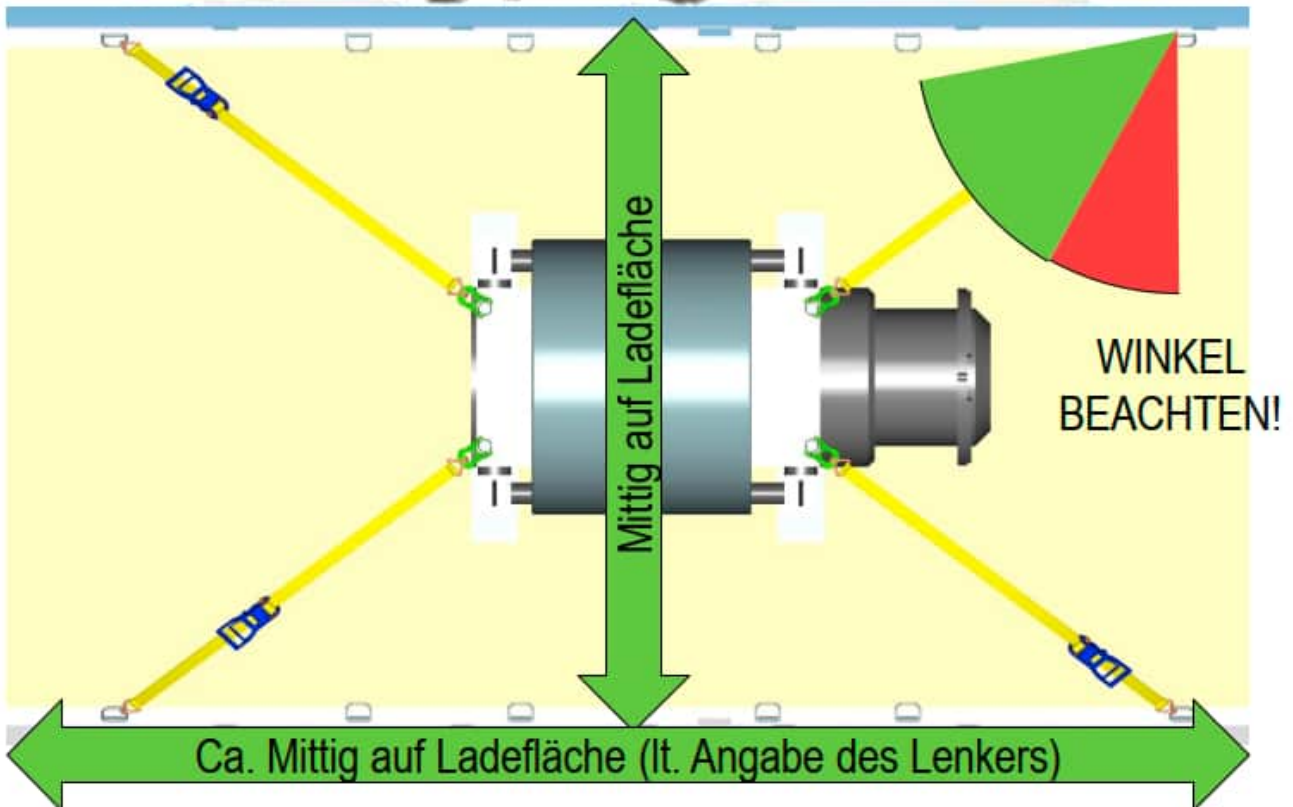 Mittig auf Ladefläche
WINKEL
BEACHTEN!
Ca. Mittig auf Ladefläche (lt. Angabe des Lenkers)